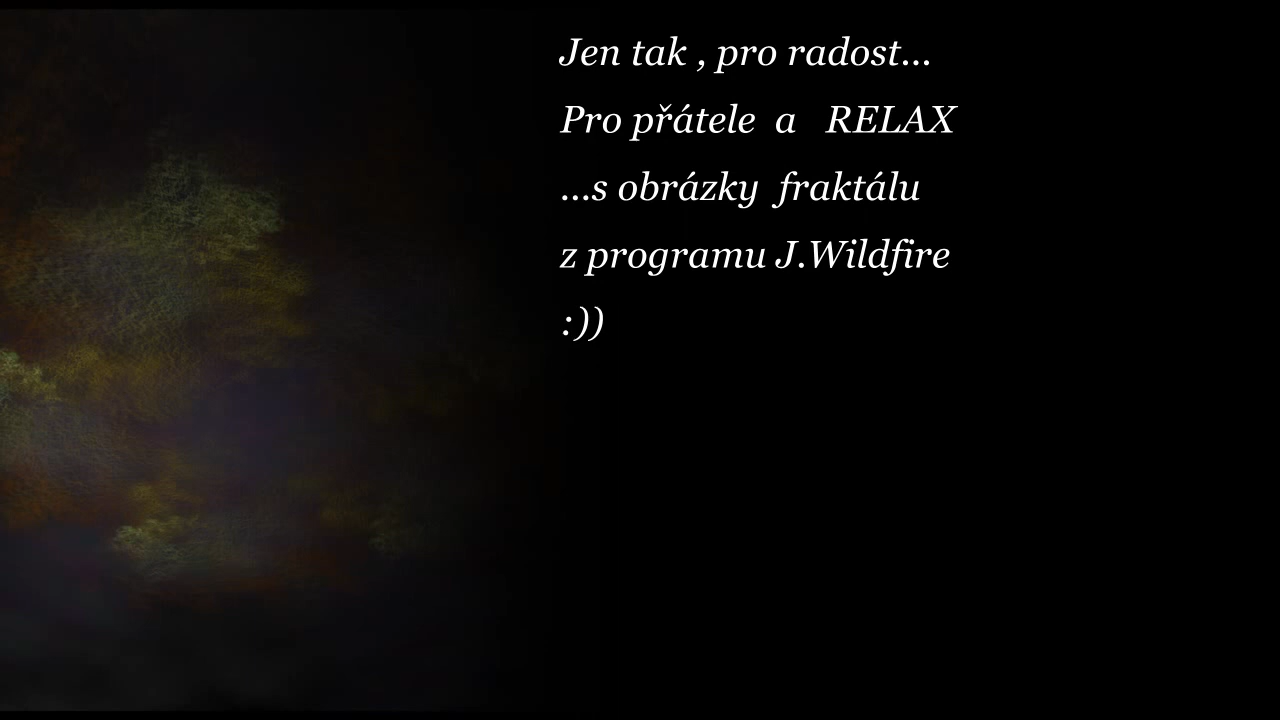 Jen tak , pro radost...
Pro přátele a RELAX
...s obrázky fraktálu
z programu J.Wildfire
:))